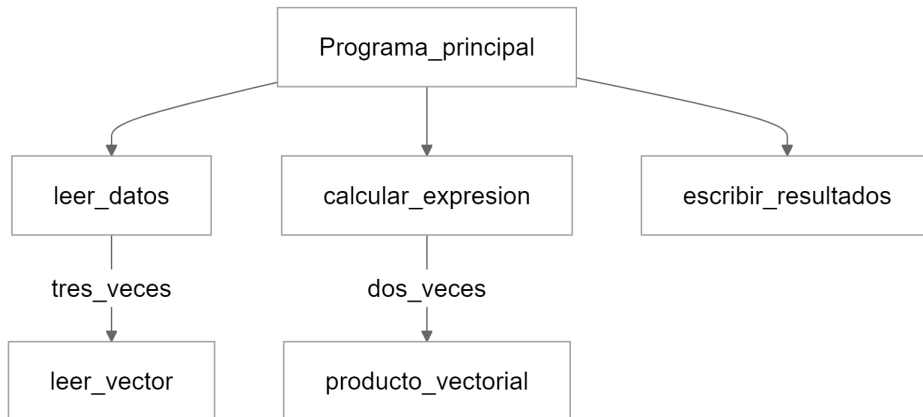 Programa_principal
leer_datos
calcular_expresion
escribir_resultados
tres_veces
dos_veces
leer_vector
producto_vectorial